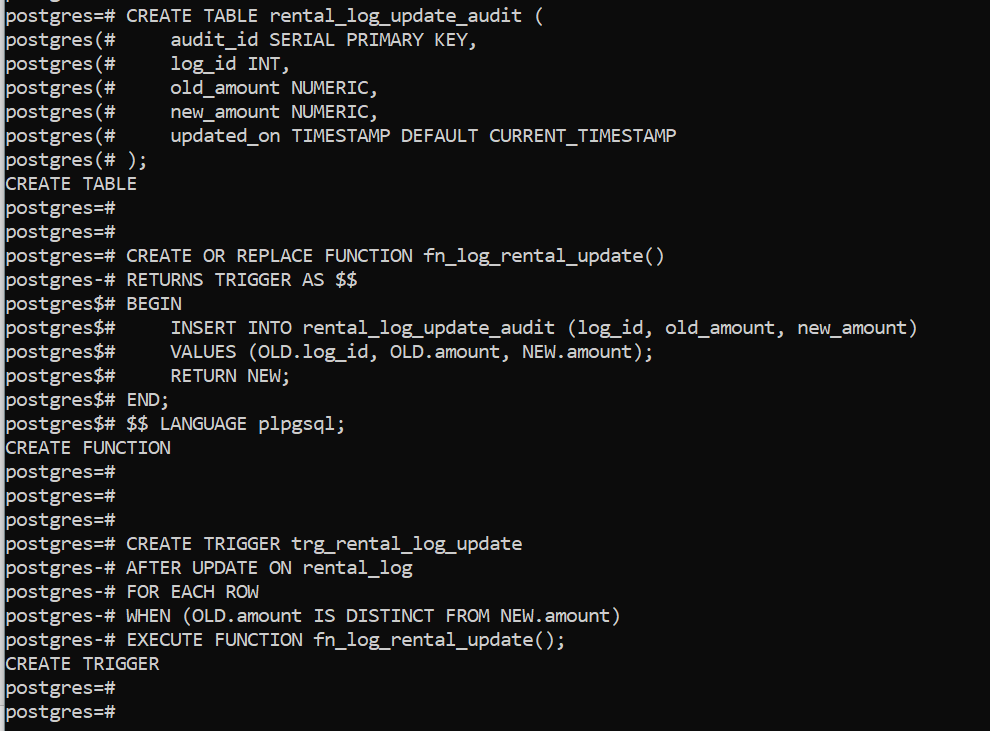 postgres=# CREATE TABLE rental_log_update_audit (
postgres(#     audit_id SERIAL PRIMARY KEY,
postgres(#     log_id INT,
postgres(#     old_amount NUMERIC,
postgres(#     new_amount NUMERIC,
postgres(#     updated_on TIMESTAMP DEFAULT CURRENT_TIMESTAMP
postgres(# );
CREATE TABLE
postgres=#
postgres=#
postgres=# CREATE OR REPLACE FUNCTION fn_log_rental_update()
postgres-# RETURNS TRIGGER AS $$
postgres$# BEGIN
postgres$#     INSERT INTO rental_log_update_audit (log_id, old_amount, new_amount)
postgres$#     VALUES (OLD.log_id, OLD.amount, NEW.amount);
postgres$#     RETURN NEW;
postgres$# END;
postgres$# $$ LANGUAGE plpgsql;
CREATE FUNCTION
postgres=#
postgres=#
postgres=#
postgres=# CREATE TRIGGER trg_rental_log_update
postgres-# AFTER UPDATE ON rental_log
postgres-# FOR EACH ROW
postgres-# WHEN (OLD.amount IS DISTINCT FROM NEW.amount)
postgres-# EXECUTE FUNCTION fn_log_rental_update();
CREATE TRIGGER
postgres=#
postgres=#